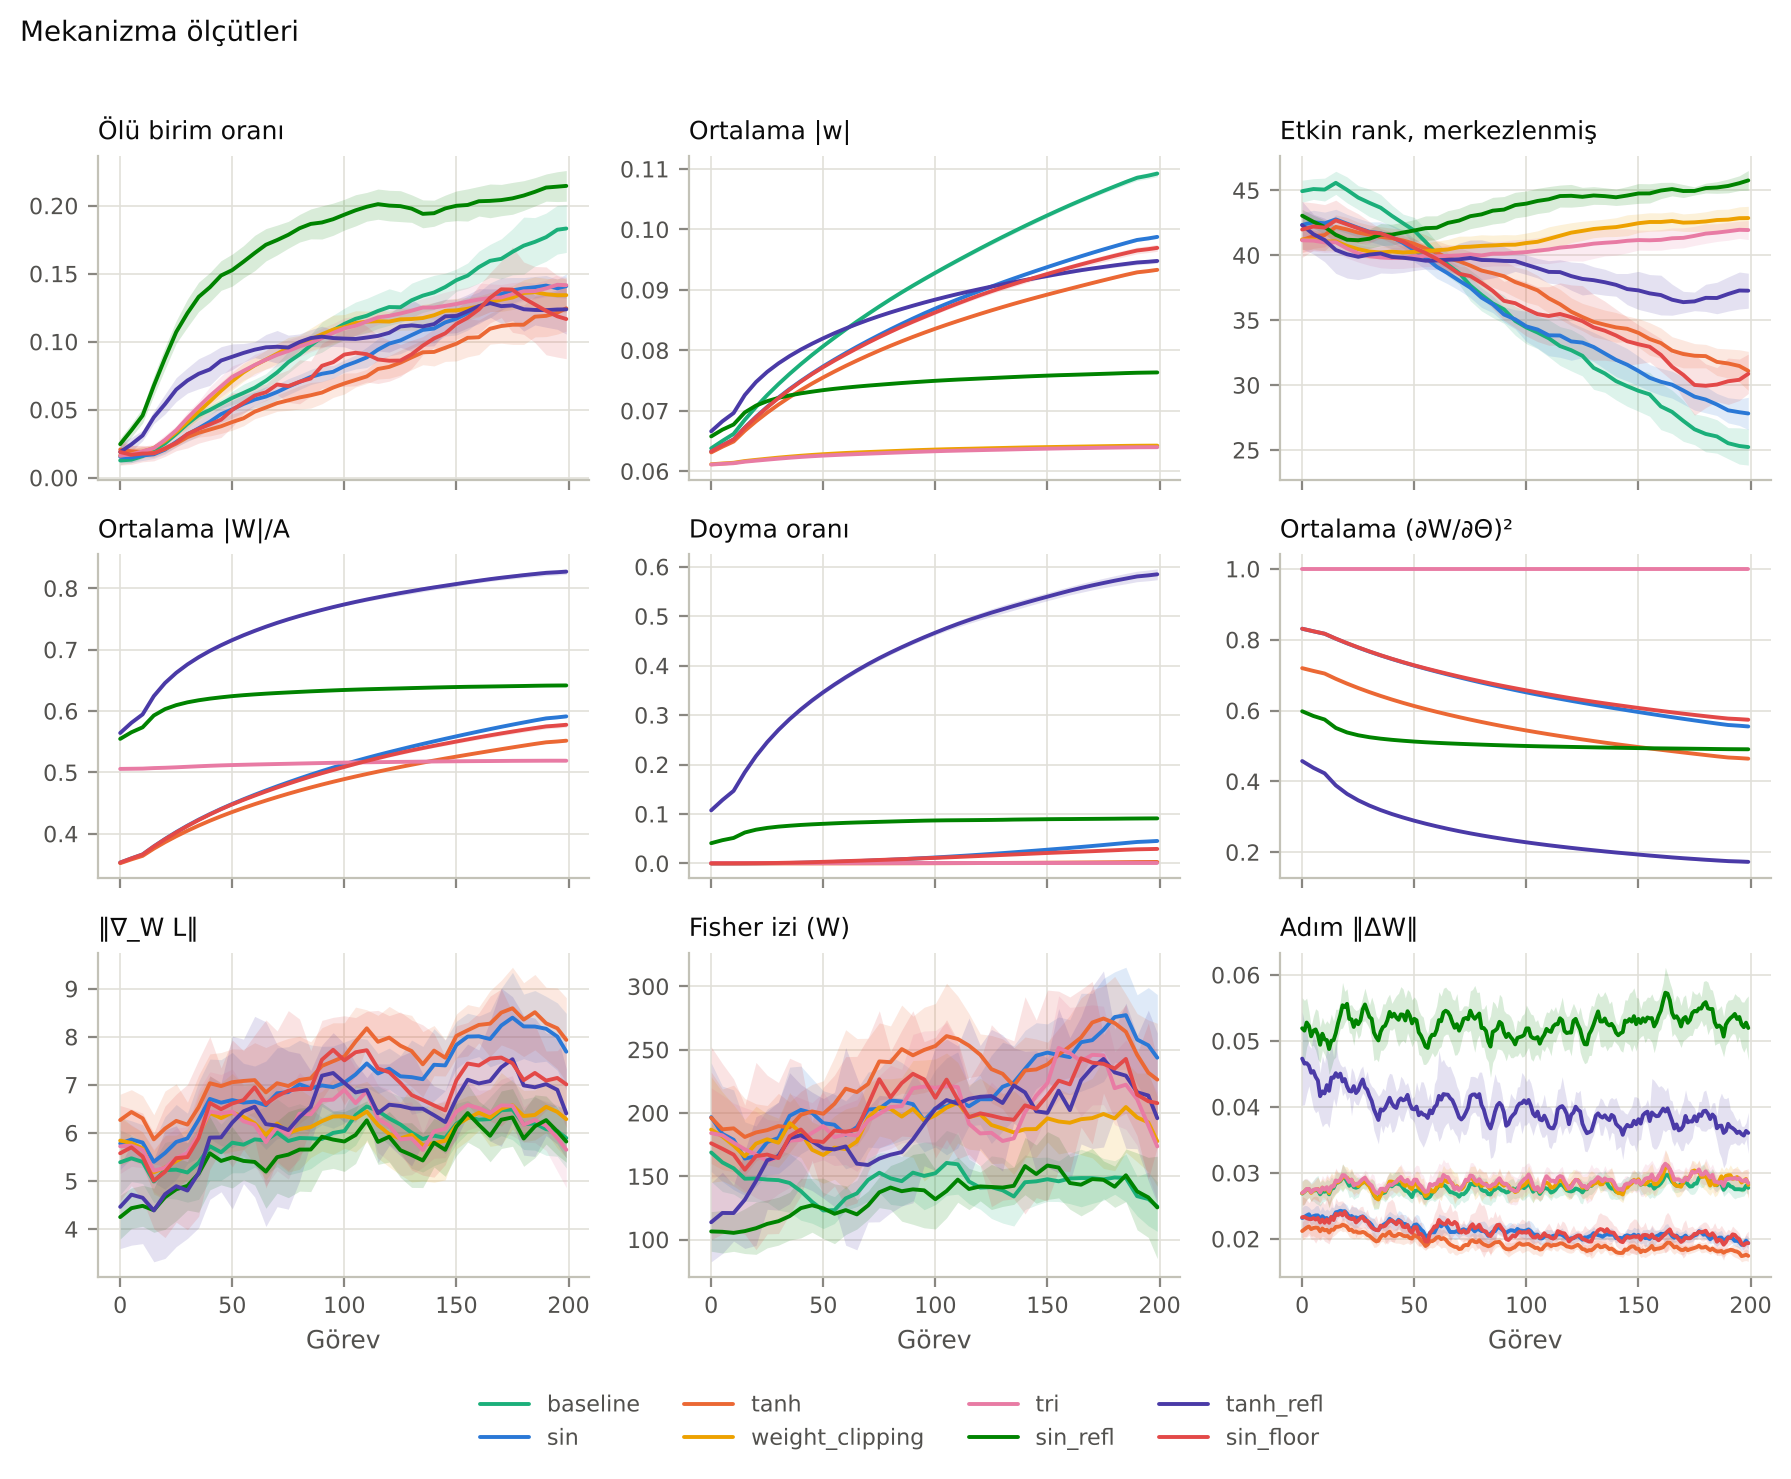 Mekanizma ölçütleri
Ölü birim oranı
Ortalama |w|
Etkin rank, merkezlenmiş
0.20
0.15
0.10
0.05
0.00
0.11
0.10
0.09
0.08
0.07
0.06
45
40
35
30
25
Ortalama |W|/A
Doyma oranı
Ortalama (∂W/∂Θ)²
0.8
0.7
0.6
0.5
0.4
0.6
0.5
0.4
0.3
0.2
0.1
0.0
1.0
0.8
0.6
0.4
0.2
‖∇_W L‖
Fisher izi (W)
Adım ‖ΔW‖
9
8
7
6
5
4
300
250
200
150
100
0.06
0.05
0.04
0.03
0.02
0 50 100 150 200
0 50 100 150 200
0 50 100 150 200
Görev
Görev
Görev
baseline tanh tri tanh_refl
sin weight_clipping sin_refl sin_floor